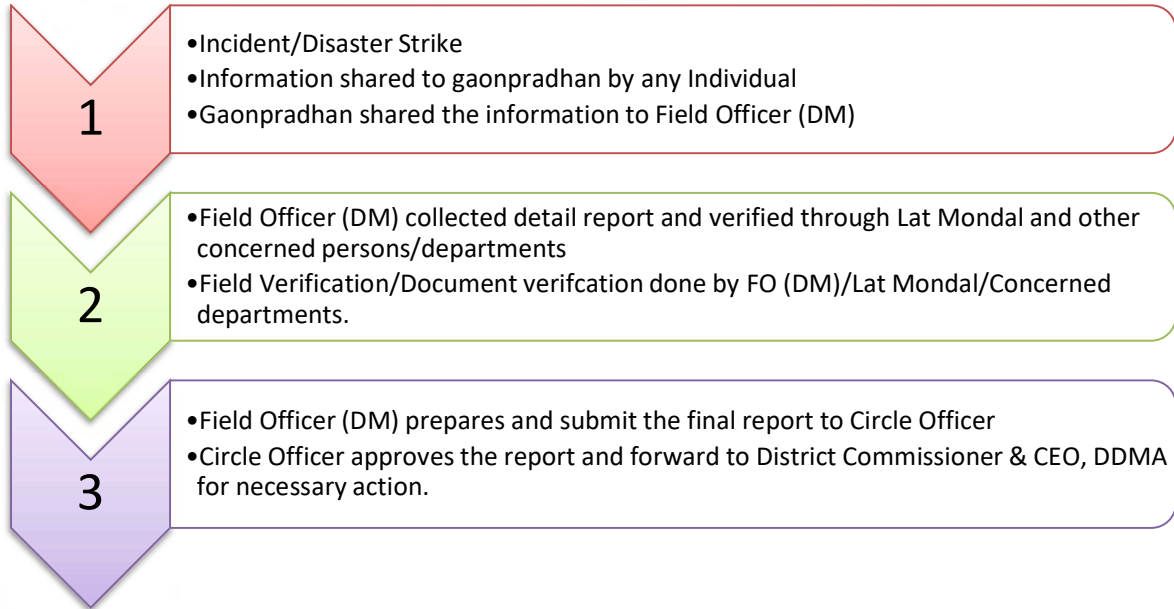 1
•Incident/Disaster Strike
•Information shared to gaonpradhan by any Individual
•Gaonpradhan shared the information to Field Officer (DM)
2
•Field Officer (DM) collected detail report and verified through Lat Mondal and other
concerned persons/departments
•Field Verification/Document verifcation done by FO (DM)/Lat Mondal/Concerned
departments.
3
•Field Officer (DM) prepares and submit the final report to Circle Officer
•Circle Officer approves the report and forward to District Commissioner & CEO, DDMA
for necessary action.